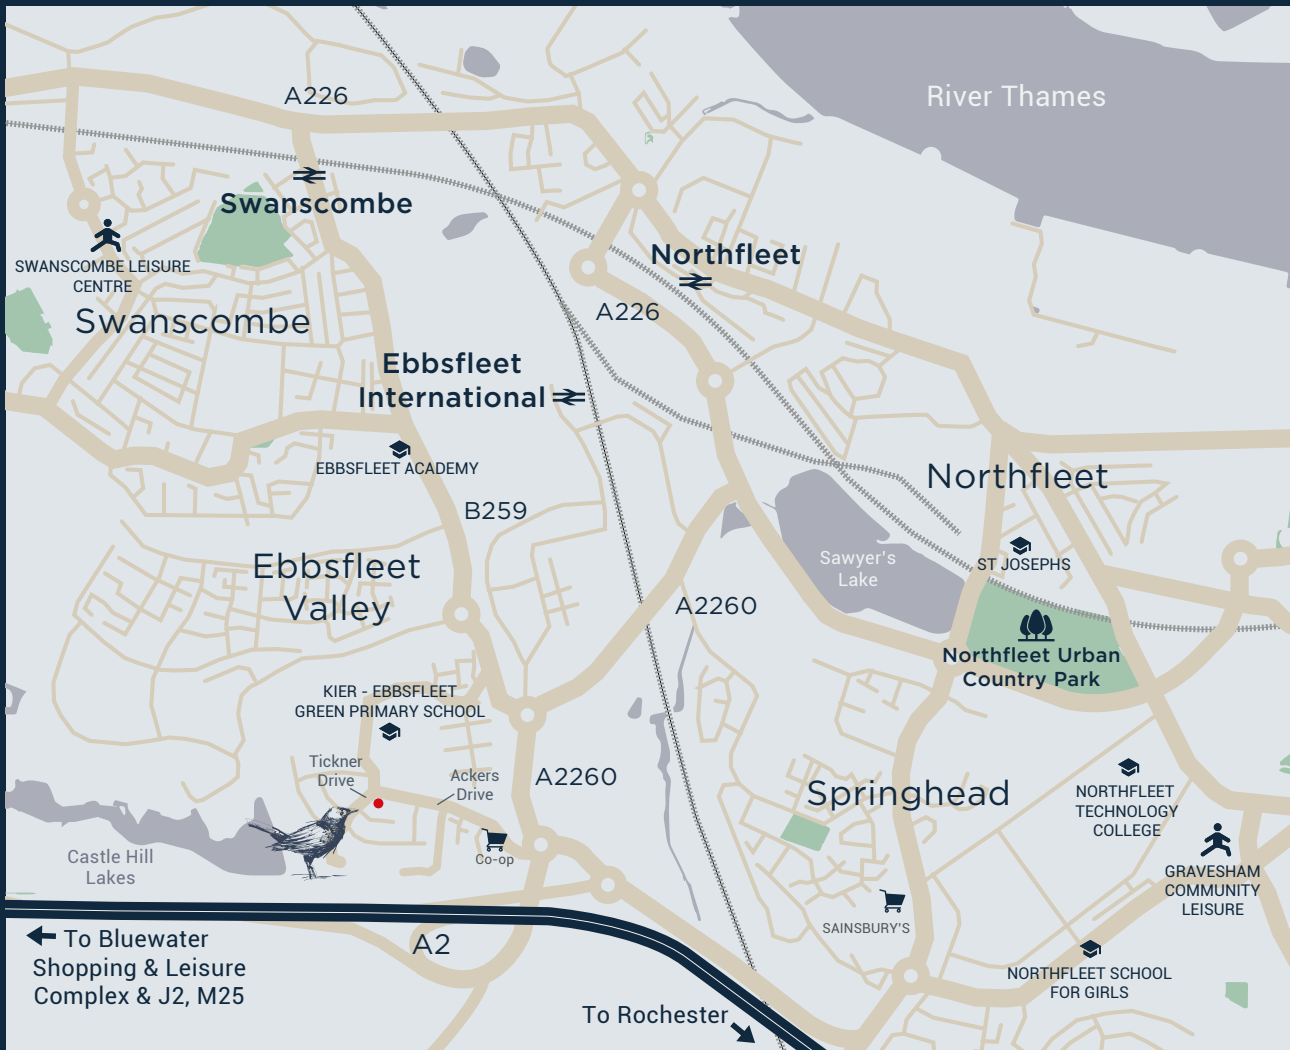 A226
River Thames
Swanscombe
SWANSCOMBE LEISURE
CENTRE
Northfleet
Swanscombe
A226
Ebbsfleet
International
EBBSFLEET ACADEMY
Northfleet
B259
Ebbsfleet
Valley
Sawyer's
Lake
ST JOSEPHS
A2260
Northfleet Urban
Country Park
KIER - EBBSFLEET
GREEN PRIMARY SCHOOL
Tickner
Drive
Ackers
Drive
A2260
Springhead
NORTHFLEET
TECHNOLOGY
COLLEGE
Co-op
Castle Hill
Lakes
GRAVESHAM
COMMUNITY
LEISURE
SAINSBURY'S
A2
To Bluewater
Shopping & Leisure
Complex & J2, M25
NORTHFLEET SCHOOL
FOR GIRLS
To Rochester